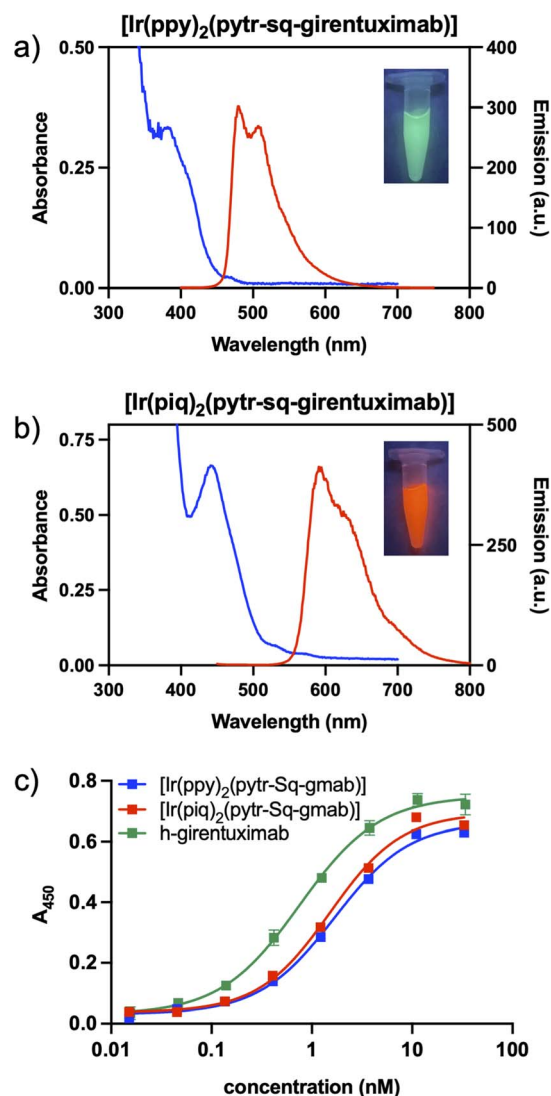 [Ir(ppy)2(pytr-sq-girentuximab)]
a)
0.50
0.25
0.00
Absorbance
400
300
200
100
0
Emission (a.u.)
300 400 500 600 700 800
Wavelength (nm)
[Ir(piq)2(pytr-sq-girentuximab)]
b)
0.75
0.50
0.25
0.00
Absorbance
500
250
0
Emission (a.u.)
300 400 500 600 700 800
Wavelength (nm)
c)
[Ir(ppy)2(pytr-Sq-gmab)]
[Ir(piq)2(pytr-Sq-gmab)]
h-girentuximab
0.8
0.6
0.4
0.2
0.0
A450
0.01 0.1 1 10 100
concentration (nM)